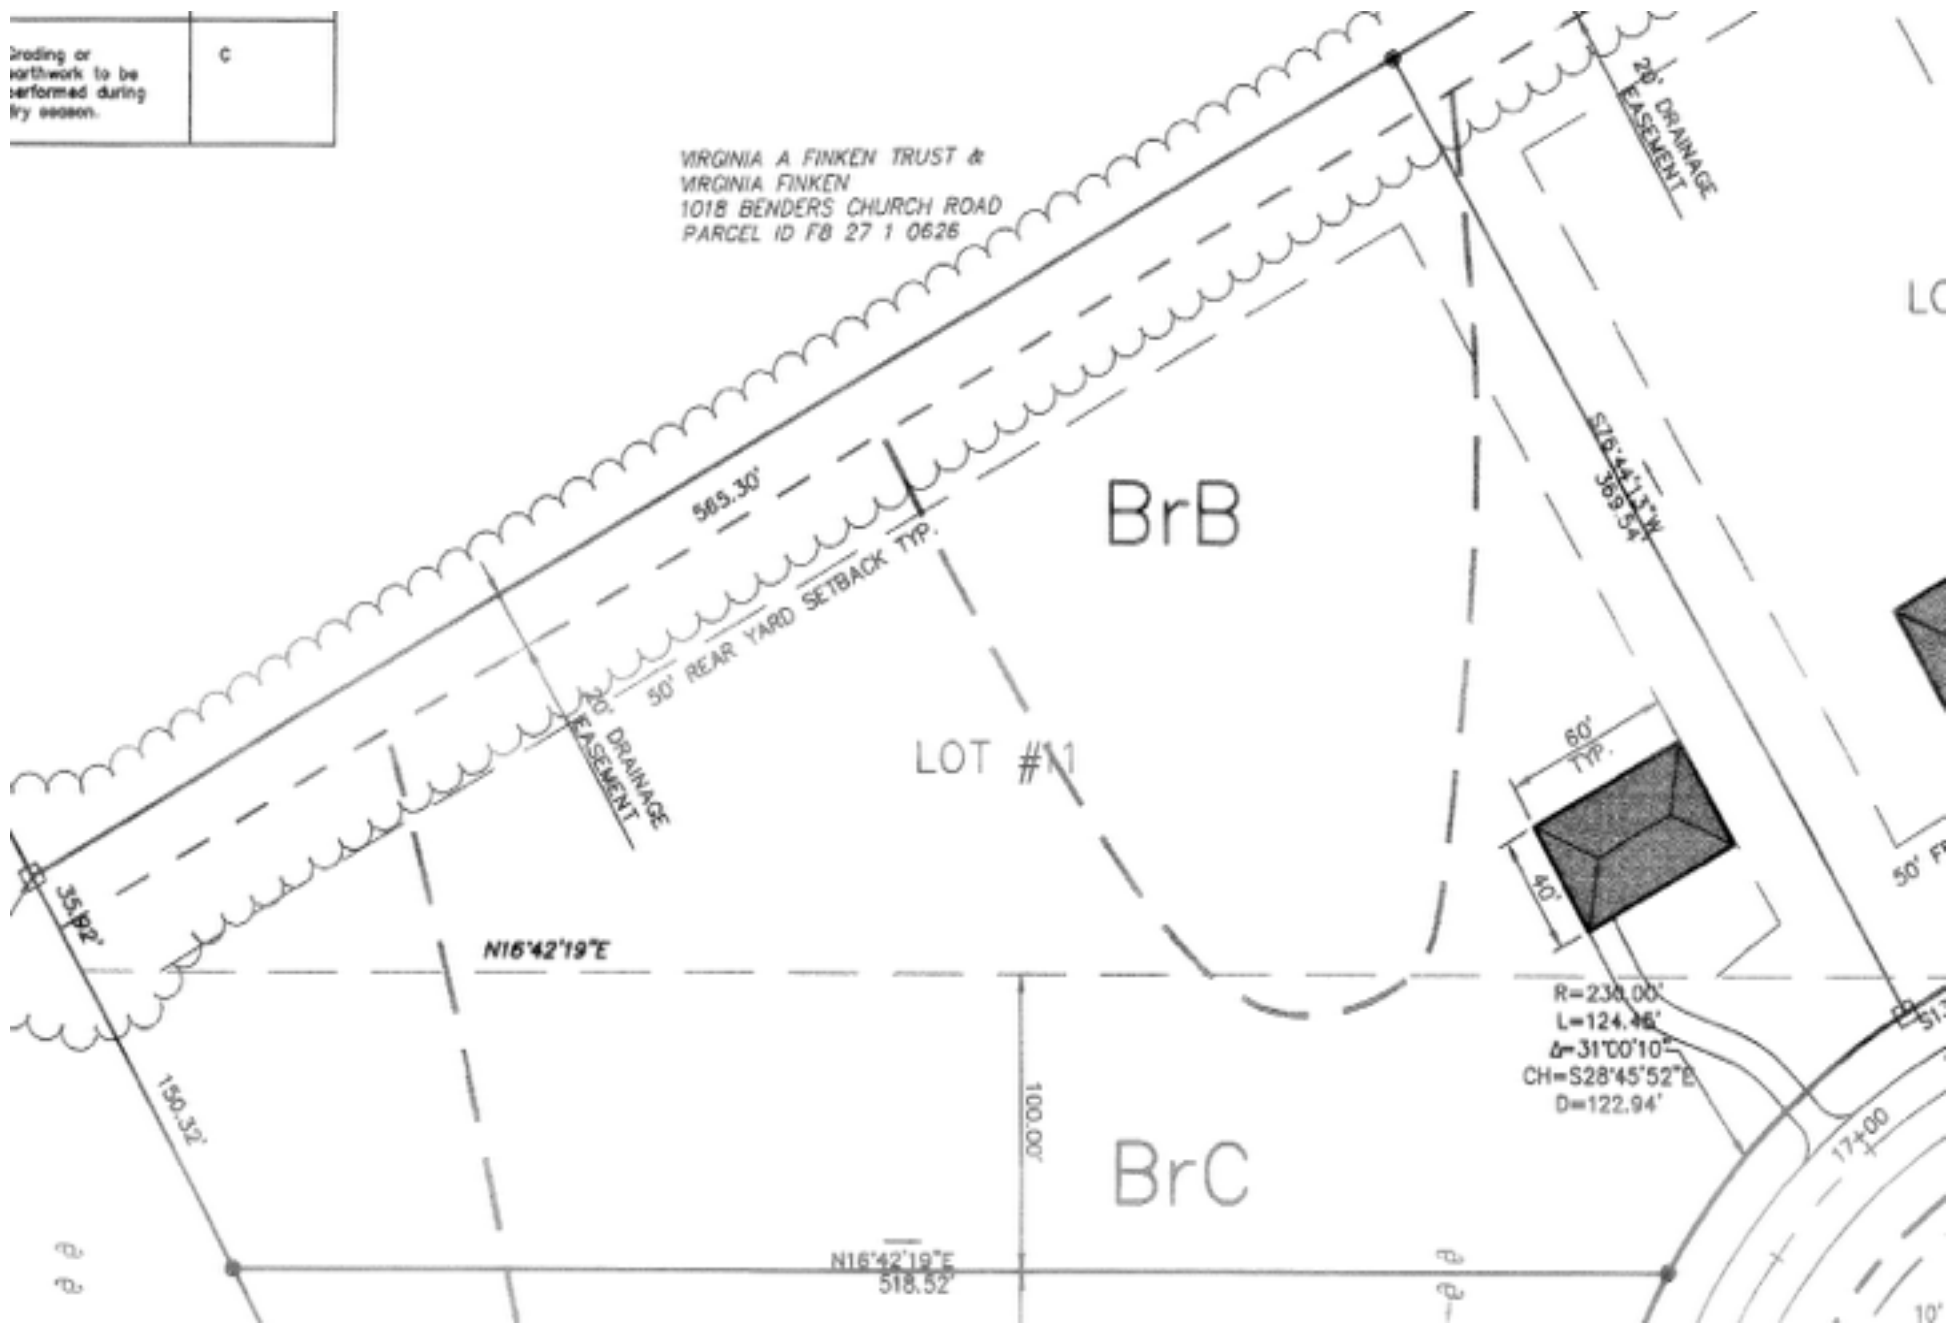 Grading or
earthwork to be
performed during
dry season.
C
VIRGINIA A FINKEN TRUST &
VIRGINIA FINKEN
1018 BENDERS CHURCH ROAD
PARCEL ID F8 27 1 0626
20' DRAINAGE
EASEMENT
LO
565.30'
BrB
S76°44'13"W
369.54'
50' REAR YARD SETBACK TYP.
20' DRAINAGE
EASEMENT
LOT #11
60'
TYP.
40'
50' FR
35.92'
N16°42'19"E
R=230.00'
L=124.46'
Δ=31°00'10"
CH=S28°45'52"E
D=122.94'
S13
150.32'
100.00'
BrC
17+00
N16°42'19"E
518.52'
10'